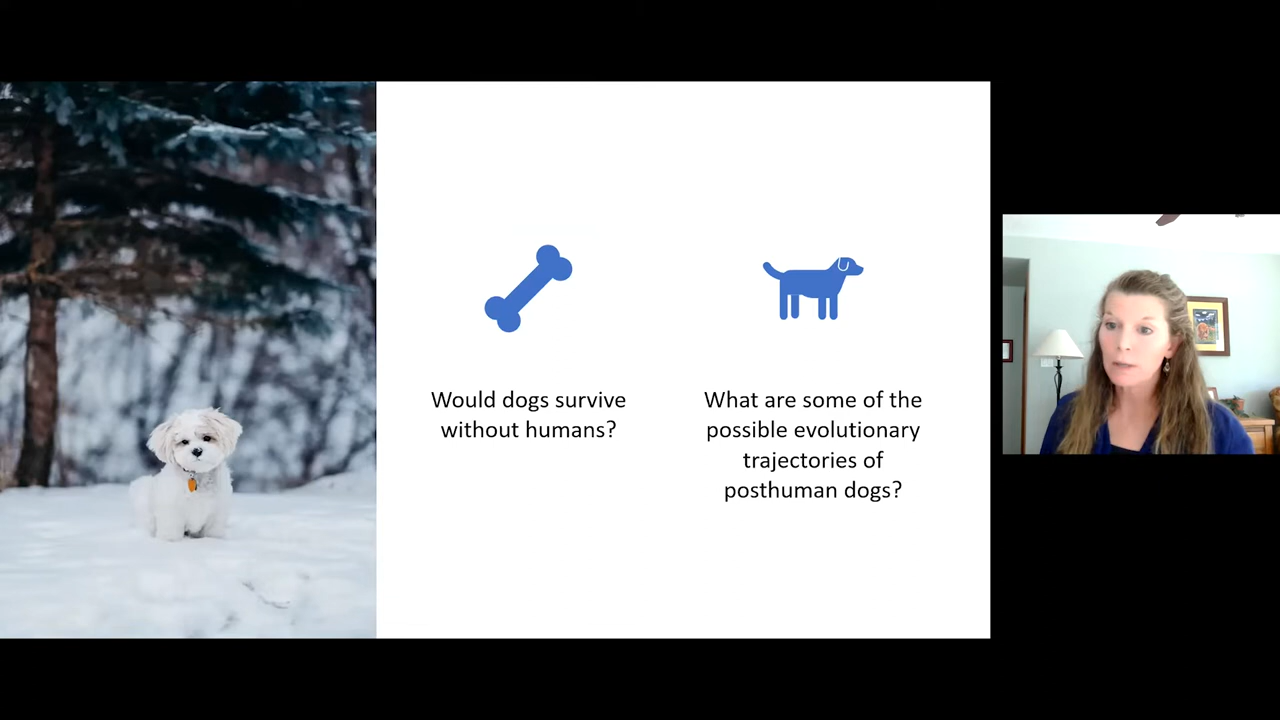 Would dogs survive
without humans?
What are some of the
possible evolutionary
trajectories of
posthuman dogs?